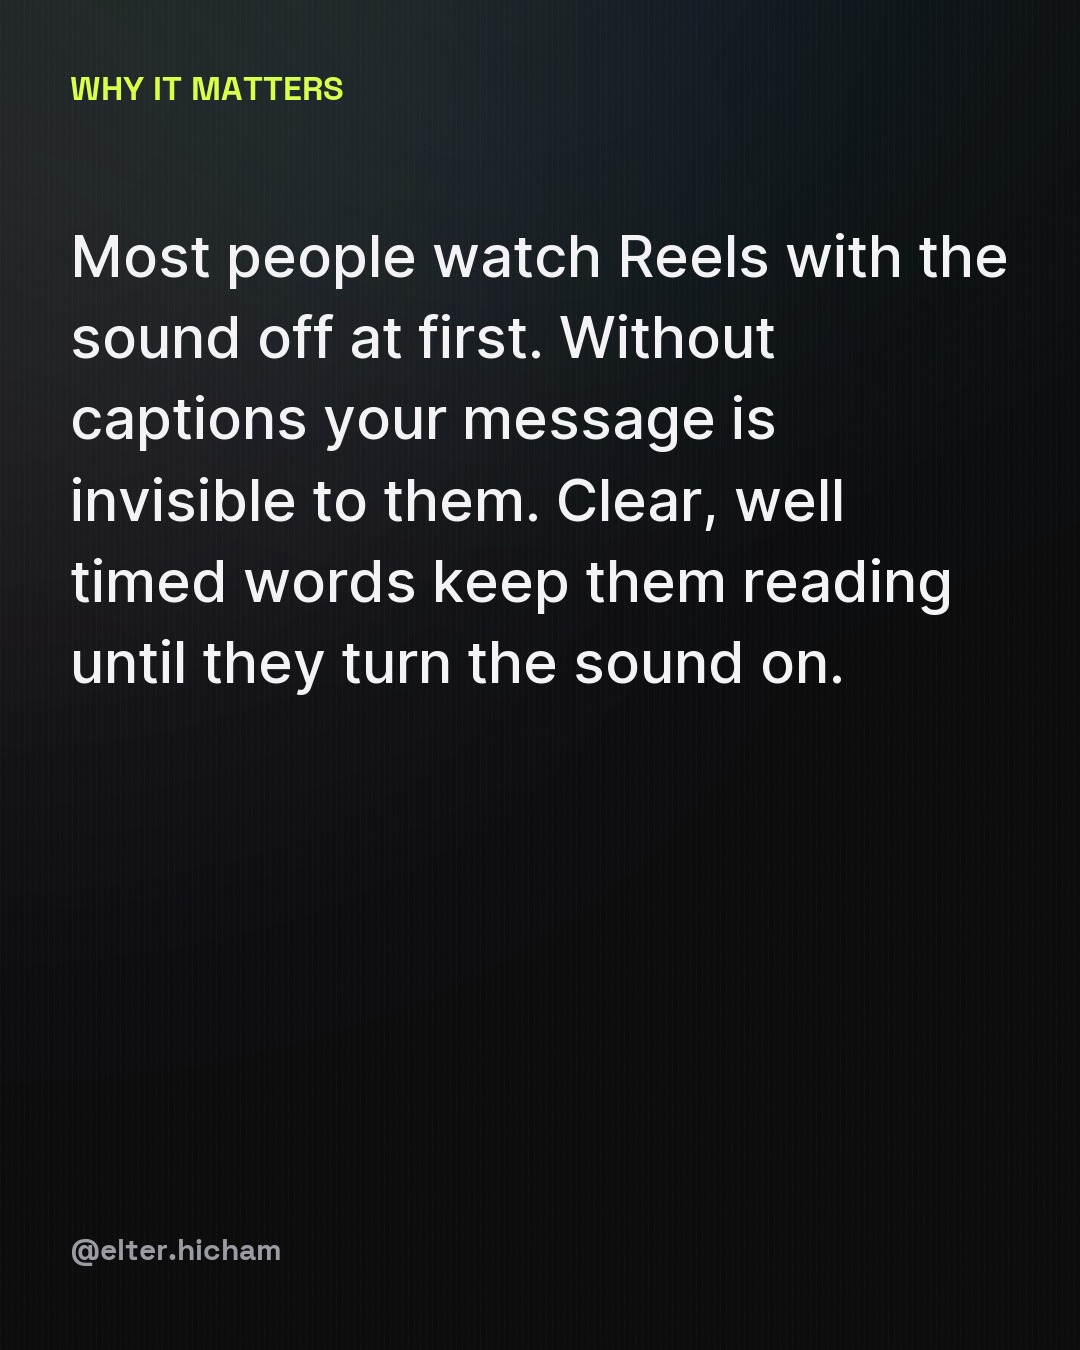 WHY IT MATTERS
Most people watch Reels with the
sound off at first. Without
captions your message is
invisible to them. Clear, well
timed words keep them reading
until they turn the sound on.
@elter.hicham